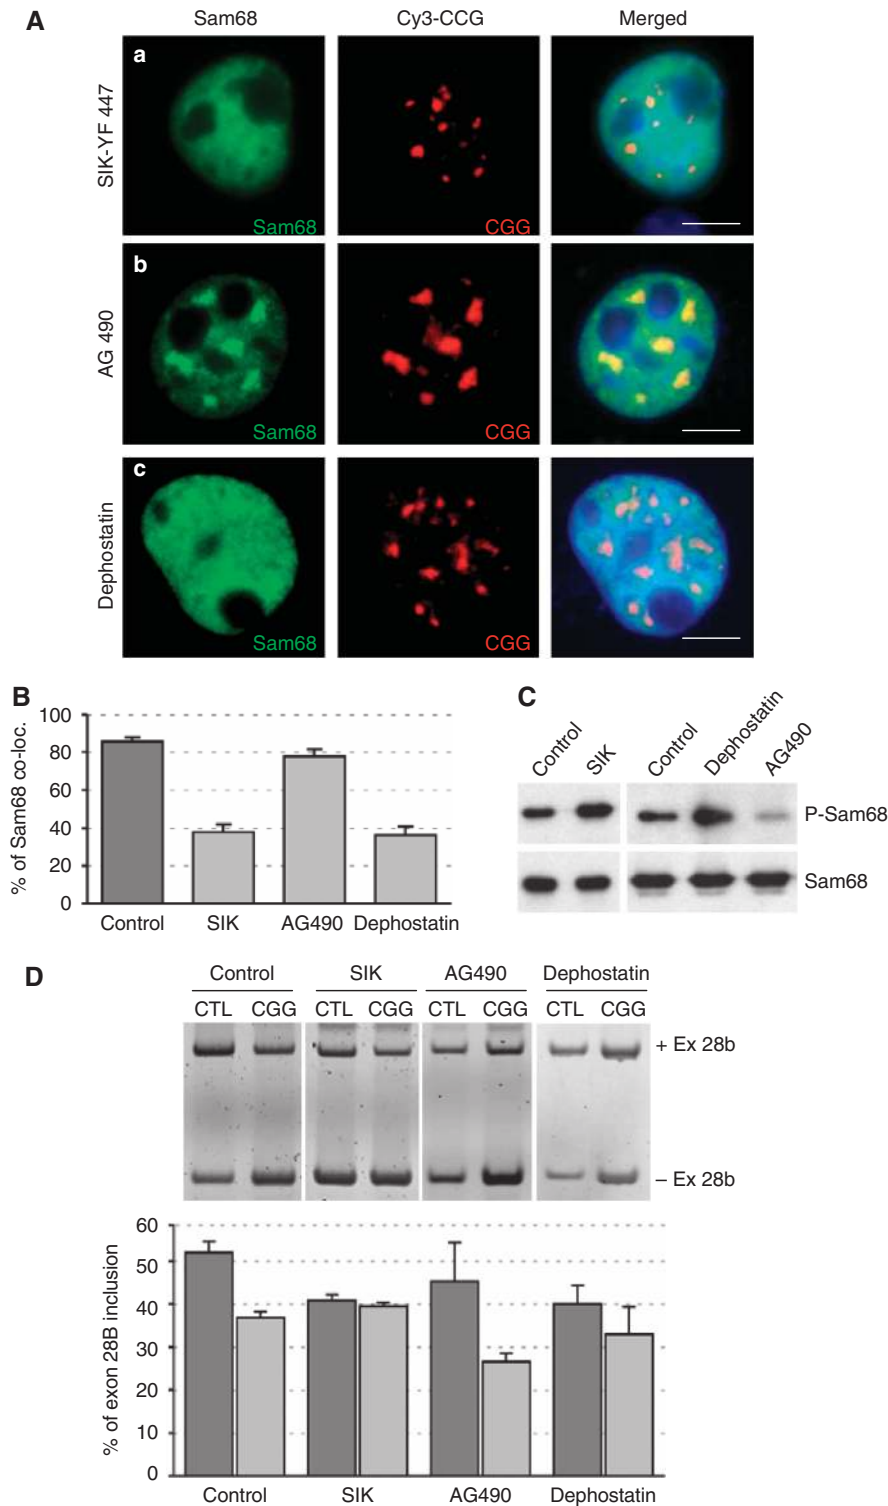 A
Sam68 Cy3-CCG Merged
SIK-YF 447
a
Sam68
CGG
AG 490
b
Sam68
CGG
Dephostatin
c
Sam68
CGG
B
% of Sam68 co-loc.
100
80
60
40
20
0
Control SIK AG490 Dephostatin
C
Control SIK Control Dephostatin AG490
P-Sam68
Sam68
D
Control SIK AG490 Dephostatin
CTL CGG CTL CGG CTL CGG CTL CGG
+ Ex 28b
– Ex 28b
% of exon 28B inclusion
60
50
40
30
20
10
0
Control SIK AG490 Dephostatin